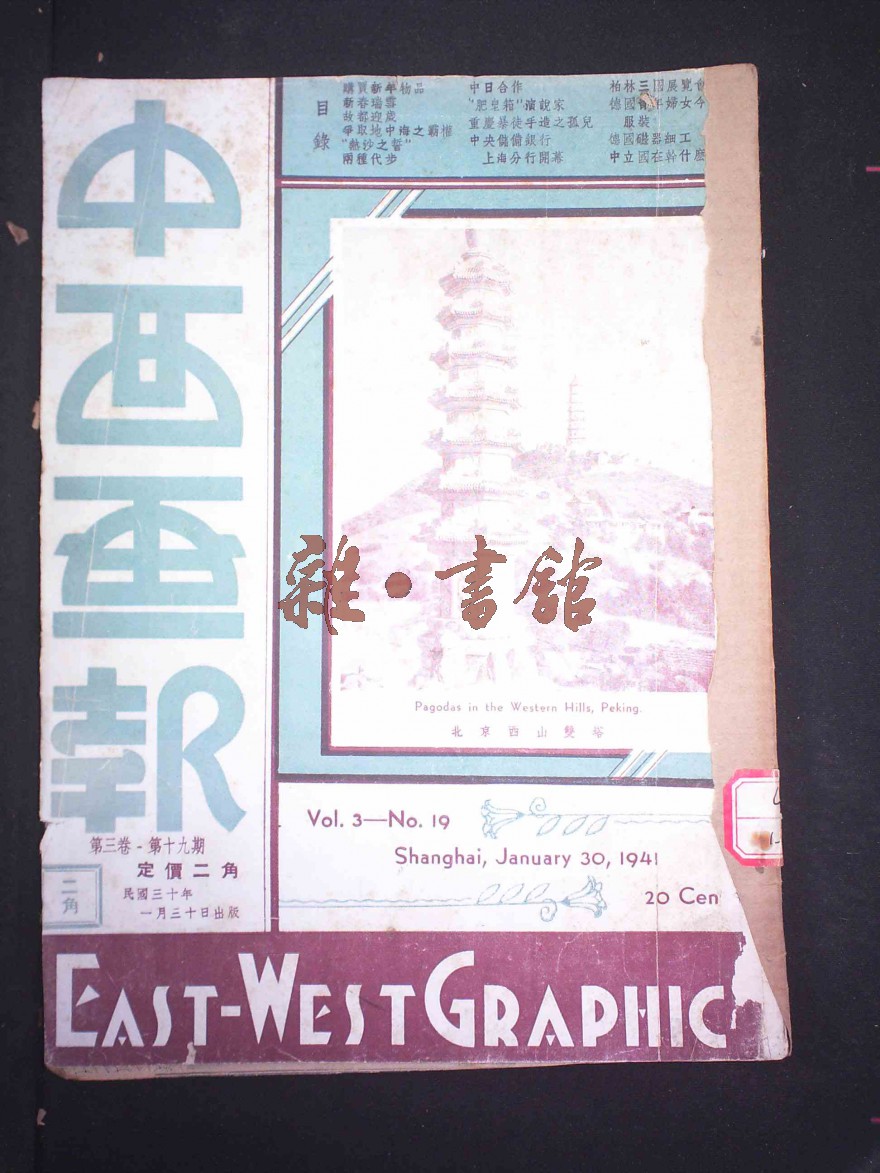 中西画報
目錄
購買新年物品
新春瑞雪
故都迎歲
爭取地中海之霸權
"熱沙之誓"
兩種代步
中日合作
"肥皂箱"演說家
重慶暴徒手造之孤兒
中央儲備銀行
上海分行開幕
柏林三 展覽會
德國 年婦女今
服裝
德國磁器細工
中立國在幹什麽
雜·書館
Pagodas in the Western Hills, Peking.
北京西山雙塔
Vol. 3—No. 19
Shanghai, January 30, 1941
20 Cen
第三卷-第十九期
定價二角
民國三十年
一月三十日出版
二角
EAST-WEST GRAPHIC